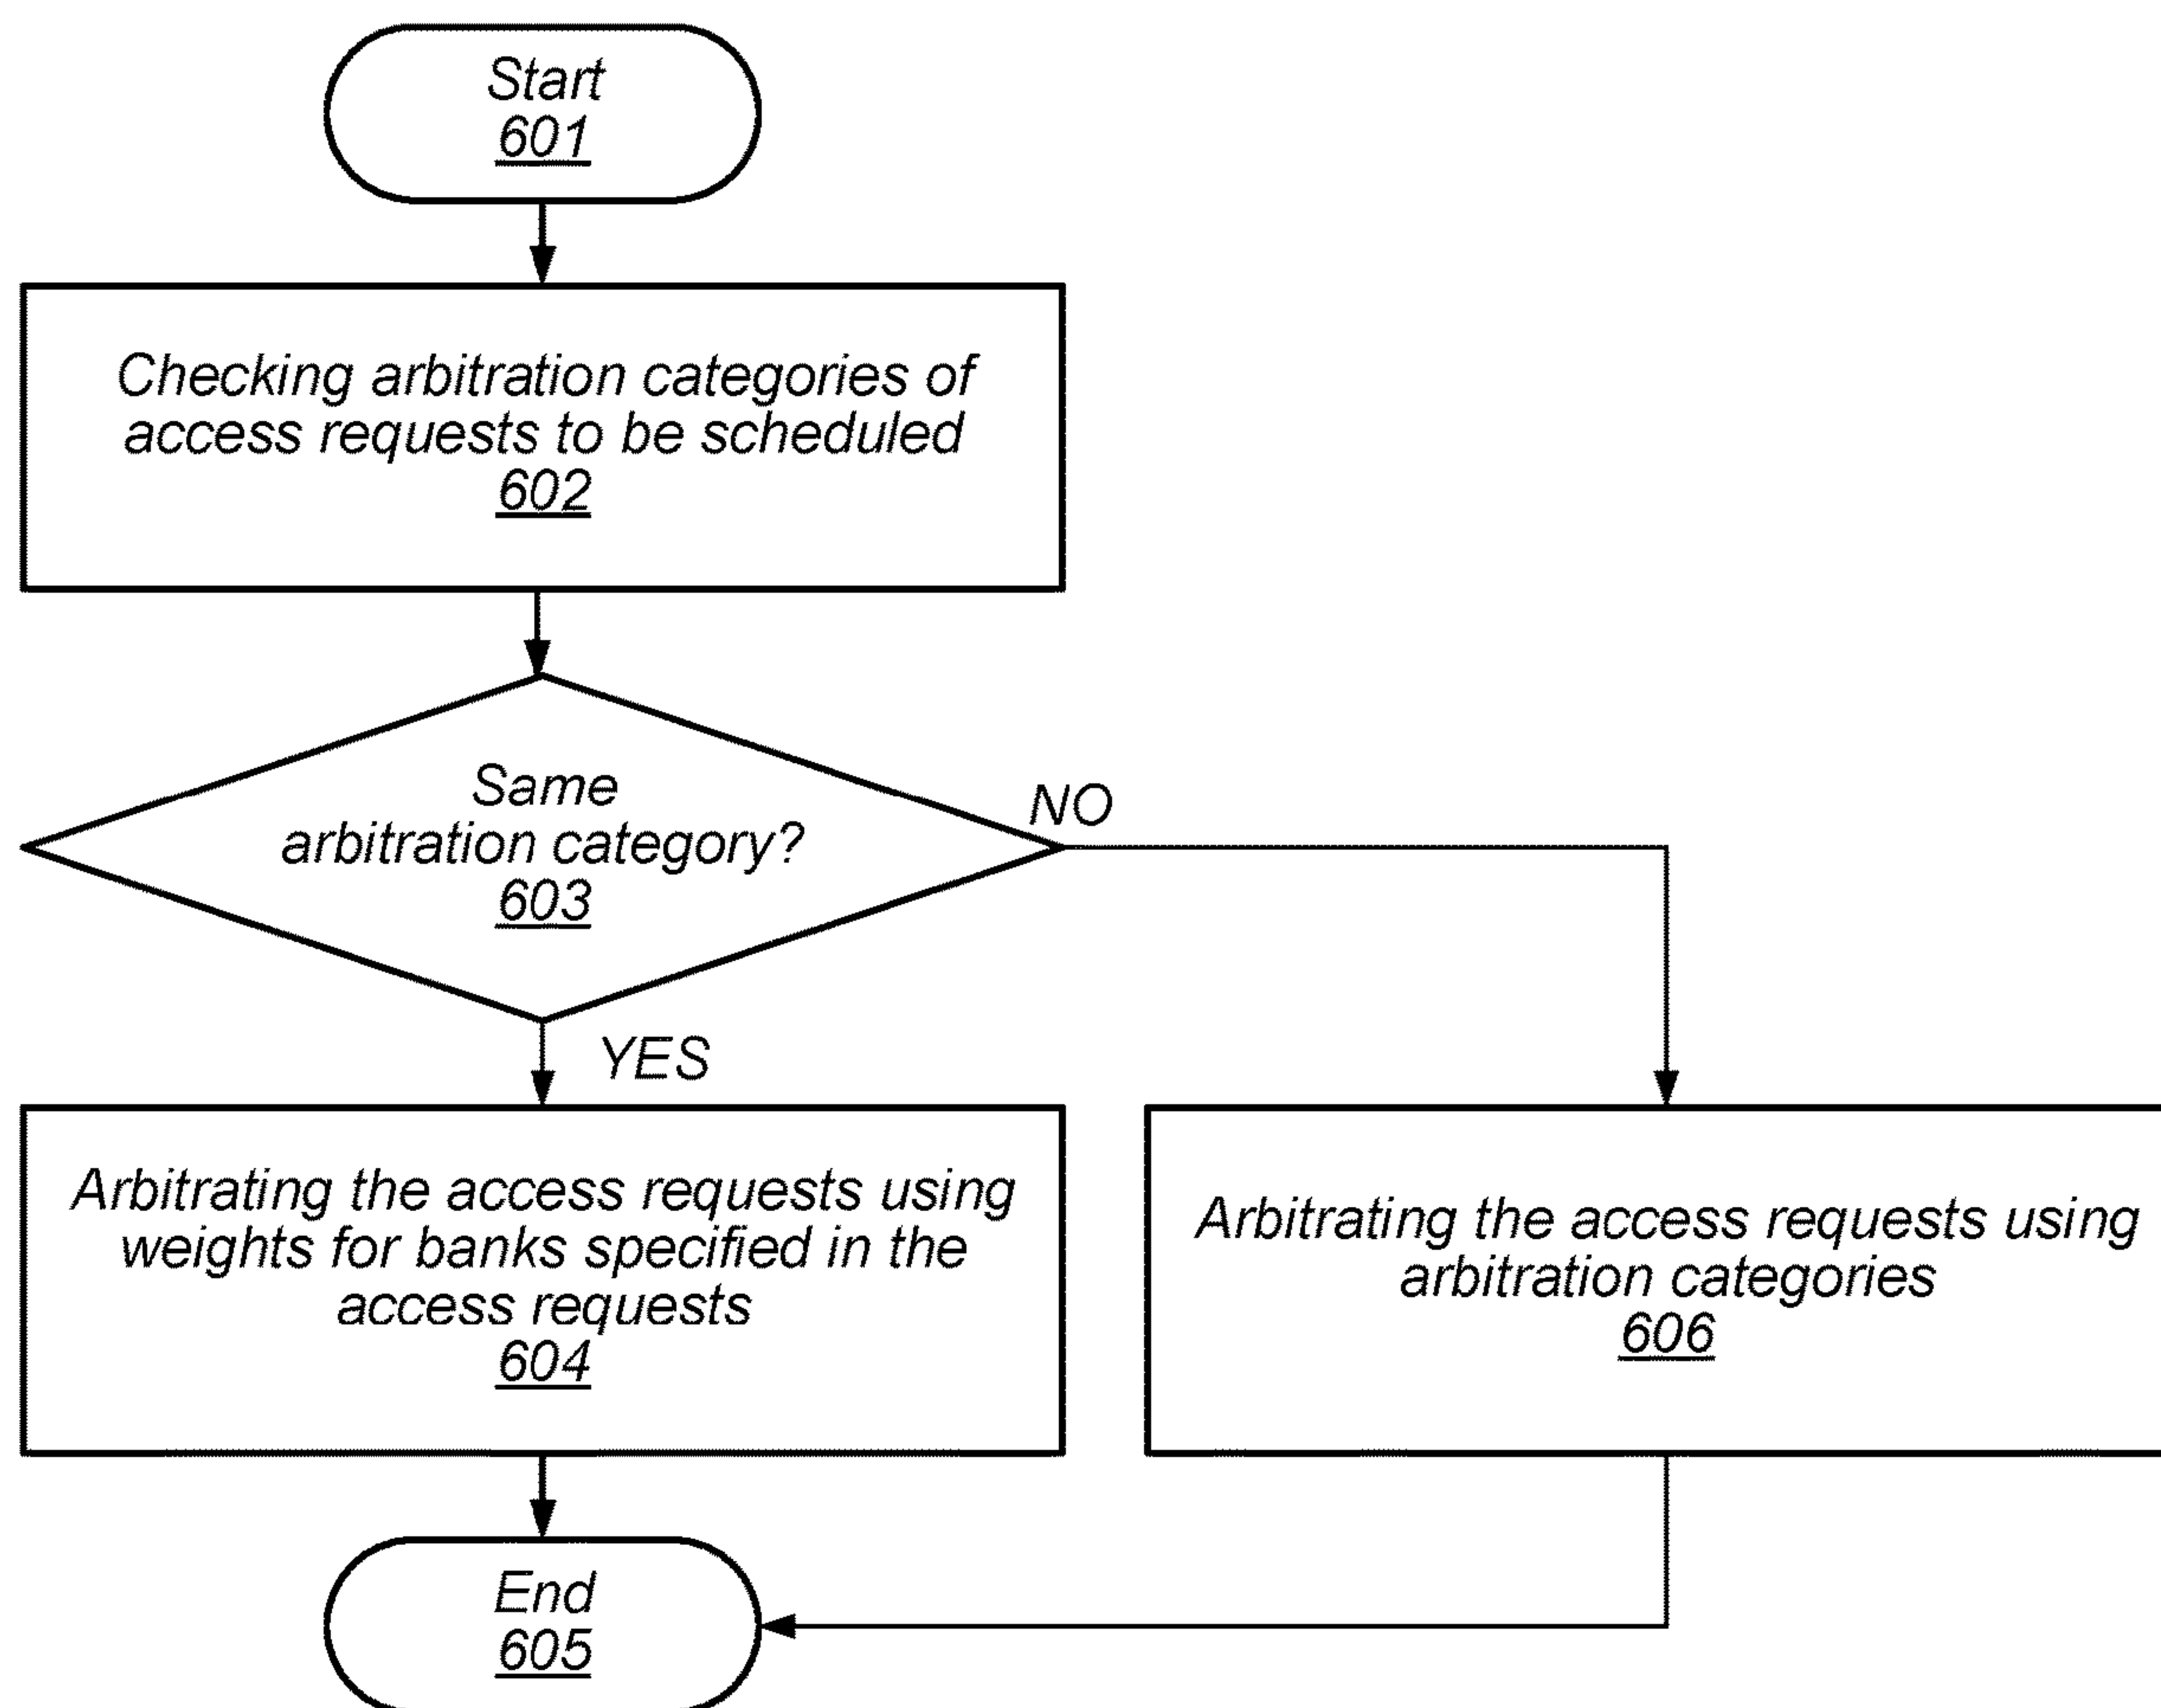 Start
601
Checking arbitration categories of
access requests to be scheduled
602
Same
arbitration category?
603
NO
YES
Arbitrating the access requests using
weights for banks specified in the
access requests
604
Arbitrating the access requests using
arbitration categories
606
End
605